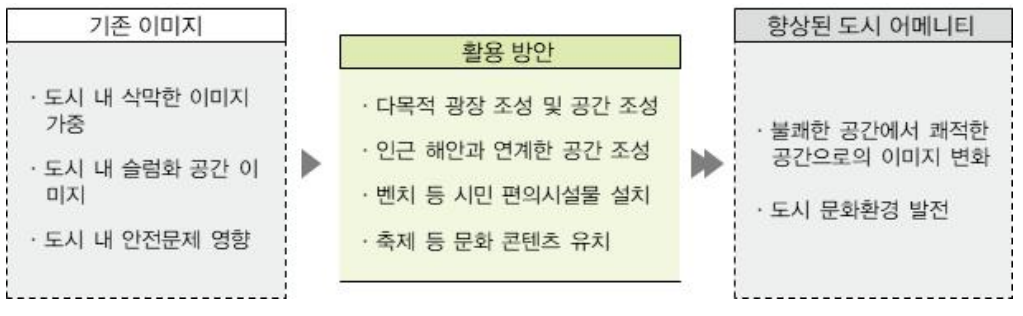 기존 이미지
· 도시 내 삭막한 이미지
가중
· 도시 내 슬럼화 공간 이
미지
· 도시 내 안전문제 영향
활용 방안
· 다목적 광장 조성 및 공간 조성
· 인근 해안과 연계한 공간 조성
· 벤치 등 시민 편의시설물 설치
· 축제 등 문화 콘텐츠 유치
향상된 도시 어메니티
· 불쾌한 공간에서 쾌적한
공간으로의 이미지 변화
· 도시 문화환경 발전